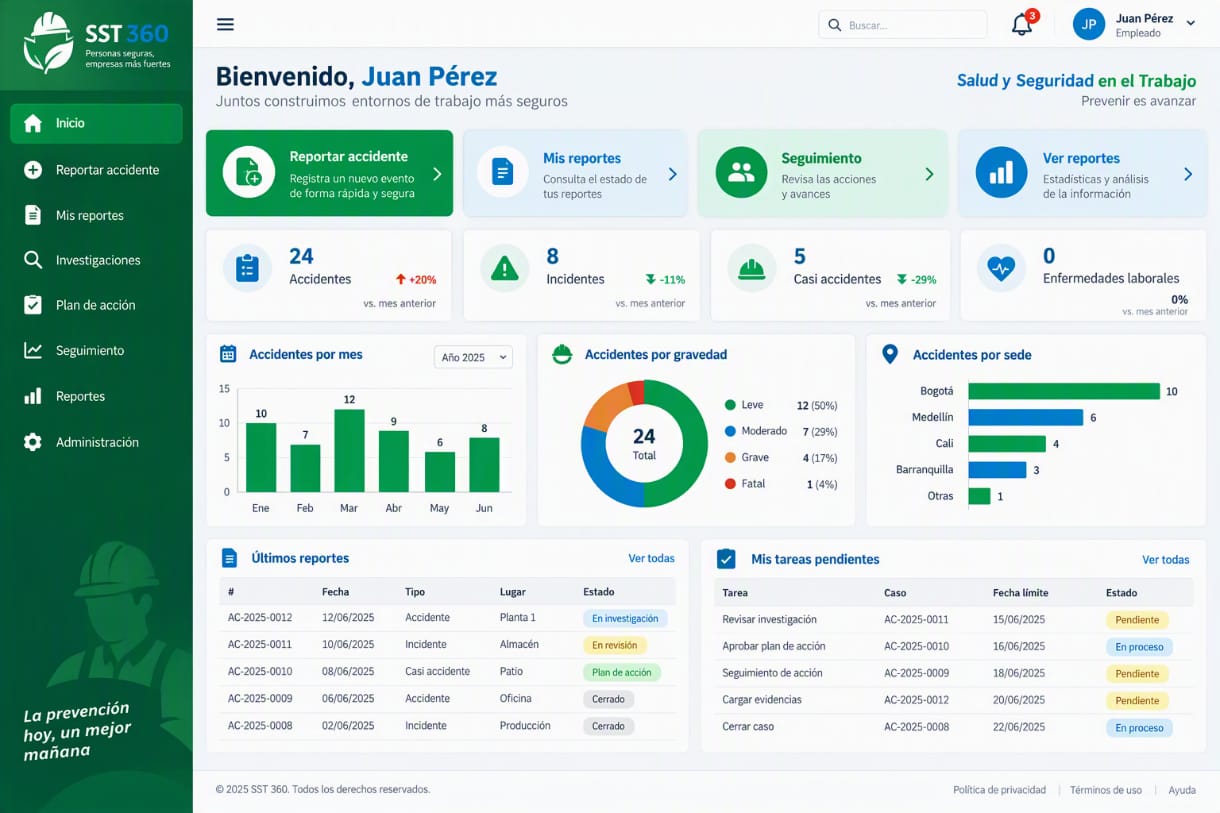 SST 360
Personas seguras,
empresas más fuertes
Inicio
Reportar accidente
Mis reportes
Investigaciones
Plan de acción
Seguimiento
Reportes
Administración
La prevención
hoy, un mejor
mañana
Buscar...
3
JP
Juan Pérez
Empleado
Bienvenido, Juan Pérez
Juntos construimos entornos de trabajo más seguros
Salud y Seguridad en el Trabajo
Prevenir es avanzar
Reportar accidente
Registra un nuevo evento
de forma rápida y segura
Mis reportes
Consulta el estado de
tus reportes
Seguimiento
Revisa las acciones
y avances
Ver reportes
Estadísticas y análisis
de la información
24
Accidentes
+20%
vs. mes anterior
8
Incidentes
-11%
vs. mes anterior
5
Casi accidentes
-29%
vs. mes anterior
0
Enfermedades laborales
0%
vs. mes anterior
Accidentes por mes
Año 2025
15
10
5
0
10
7
12
9
6
8
Ene Feb Mar Abr May Jun
Accidentes por gravedad
24
Total
Leve 12 (50%)
Moderado 7 (29%)
Grave 4 (17%)
Fatal 1 (4%)
Accidentes por sede
Bogotá 10
Medellín 6
Cali 4
Barranquilla 3
Otras 1
Últimos reportes Ver todas
# Fecha Tipo Lugar Estado
AC-2025-0012 12/06/2025 Accidente Planta 1 En investigación
AC-2025-0011 10/06/2025 Incidente Almacén En revisión
AC-2025-0010 08/06/2025 Casi accidente Patio Plan de acción
AC-2025-0009 06/06/2025 Accidente Oficina Cerrado
AC-2025-0008 02/06/2025 Incidente Producción Cerrado
Mis tareas pendientes Ver todas
Tarea Caso Fecha límite Estado
Revisar investigación AC-2025-0011 15/06/2025 Pendiente
Aprobar plan de acción AC-2025-0010 16/06/2025 En proceso
Seguimiento de acción AC-2025-0009 18/06/2025 Pendiente
Cargar evidencias AC-2025-0012 20/06/2025 Pendiente
Cerrar caso AC-2025-0008 22/06/2025 En proceso
© 2025 SST 360. Todos los derechos reservados.
Política de privacidad | Términos de uso | Ayuda